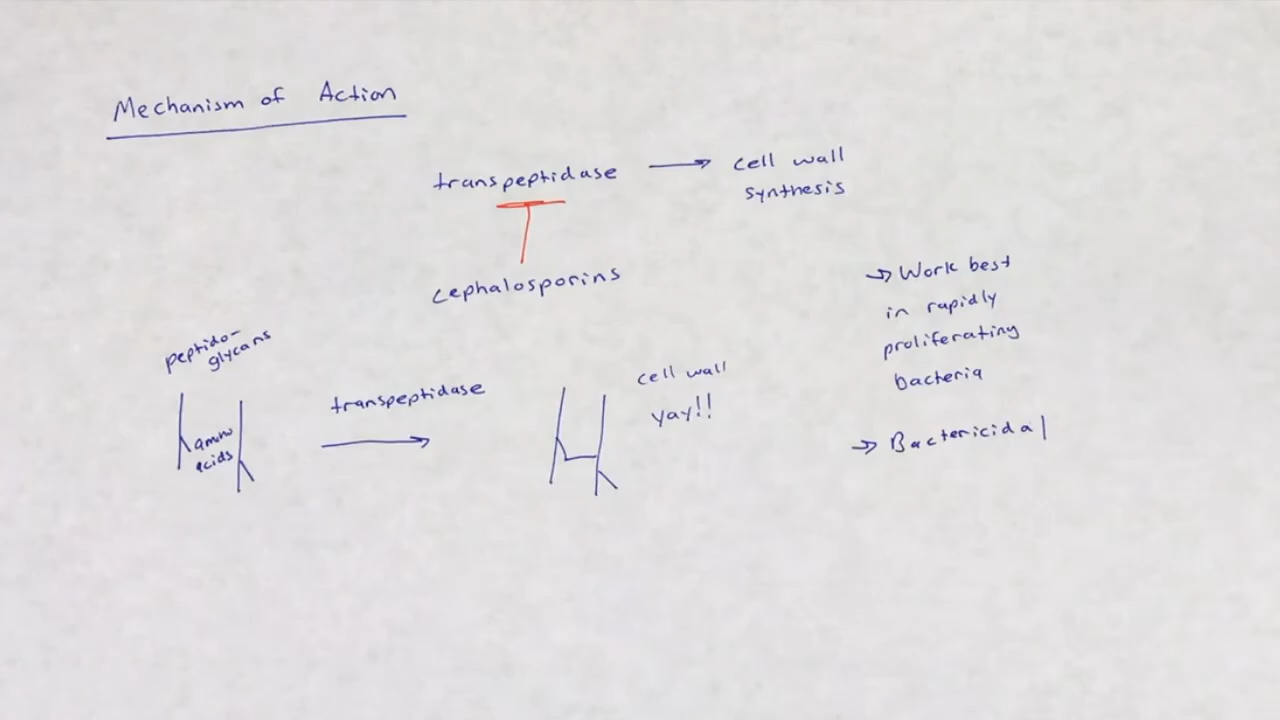 Mechanism of Action
transpeptidase → cell wall
synthesis
cephalosporins
→ Work best
in rapidly
proliferating
bacteria
→ Bactericidal
peptido-
glycans
amino
acids
transpeptidase
cell wall
yay!!